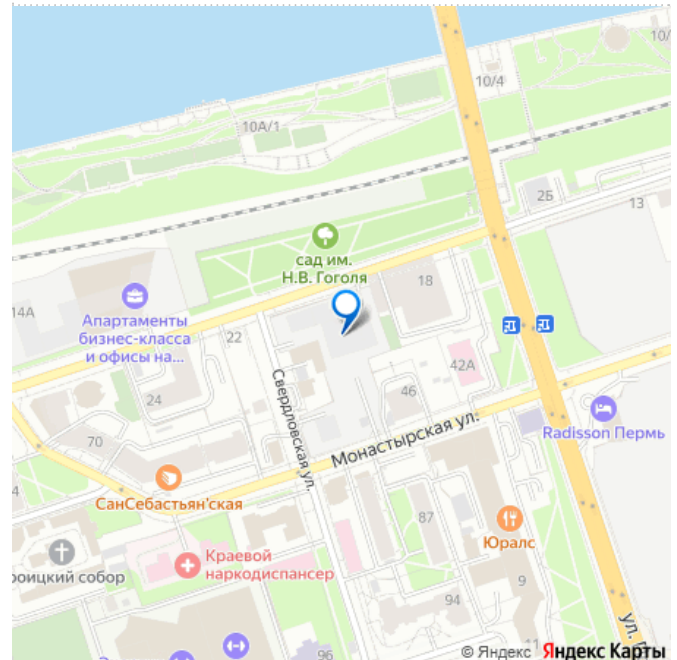 10/
10/4
10А/1
2Б
13
сад им.
Н.В. Гоголя
18
14А
Апартаменты
бизнес-класса
и офисы на...
22
42А
24
46
Свердловская ул.
Монастырская ул.
Radisson Пермь
70
СанСебастьян'ская
4
87
Юралс
Краевой
наркодиспансер
роицкий собор
9
94
96
11
ул. П
© Яндекс Яндекс Карты